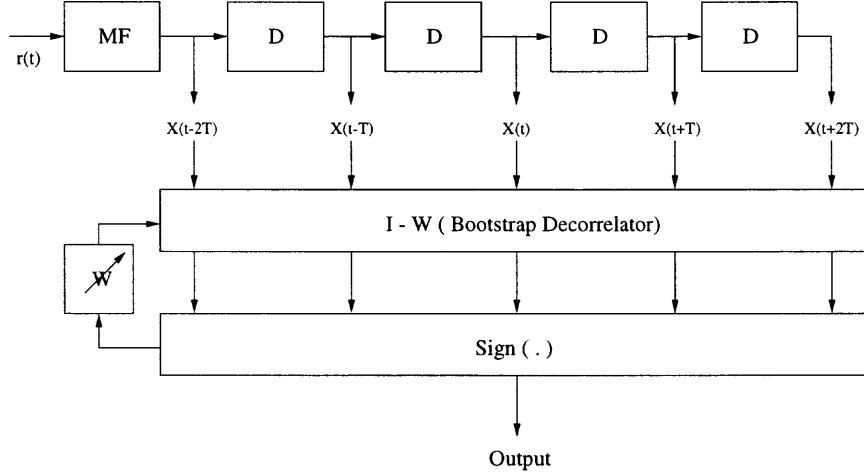 MF
D
D
D
D
r(t)
X(t-2T)
X(t-T)
X(t)
X(t+T)
X(t+2T)
I - W ( Bootstrap Decorrelator)
W
Sign ( . )
Output